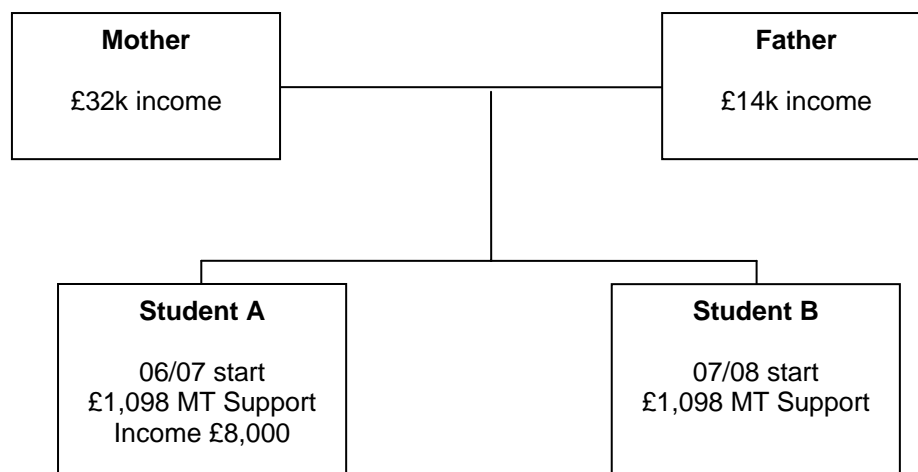 Mother
£32k income
Father
£14k income
Student A
06/07 start
£1,098 MT Support
Income £8,000
Student B
07/08 start
£1,098 MT Support